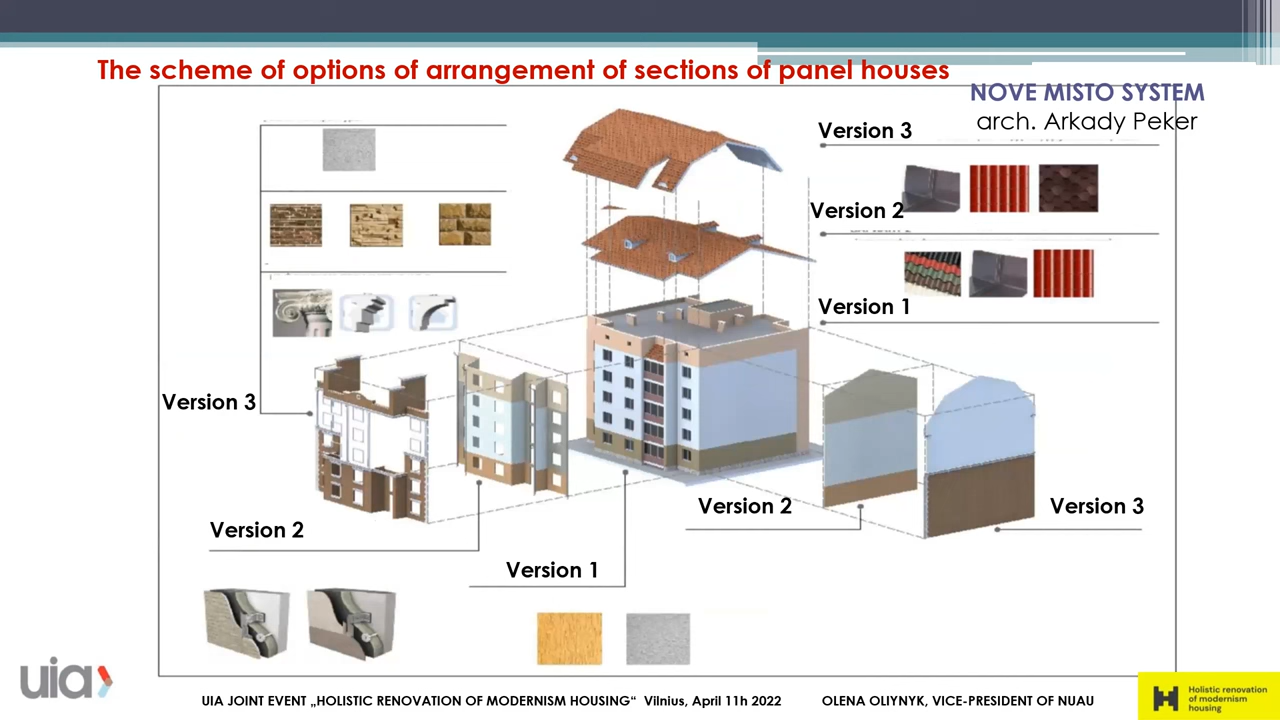 The scheme of options of arrangement of sections of panel houses
NOVE MISTO SYSTEM
arch. Arkady Peker
Version 3
Version 2
Version 1
Version 3
Version 2
Version 1
Version 2
Version 3
uia
UIA JOINT EVENT „HOLISTIC RENOVATION OF MODERNISM HOUSING“ Vilnius, April 11h 2022
OLENA OLIYNYK, VICE-PRESIDENT OF NUAU
H
Holistic renovation
of modernism
housing